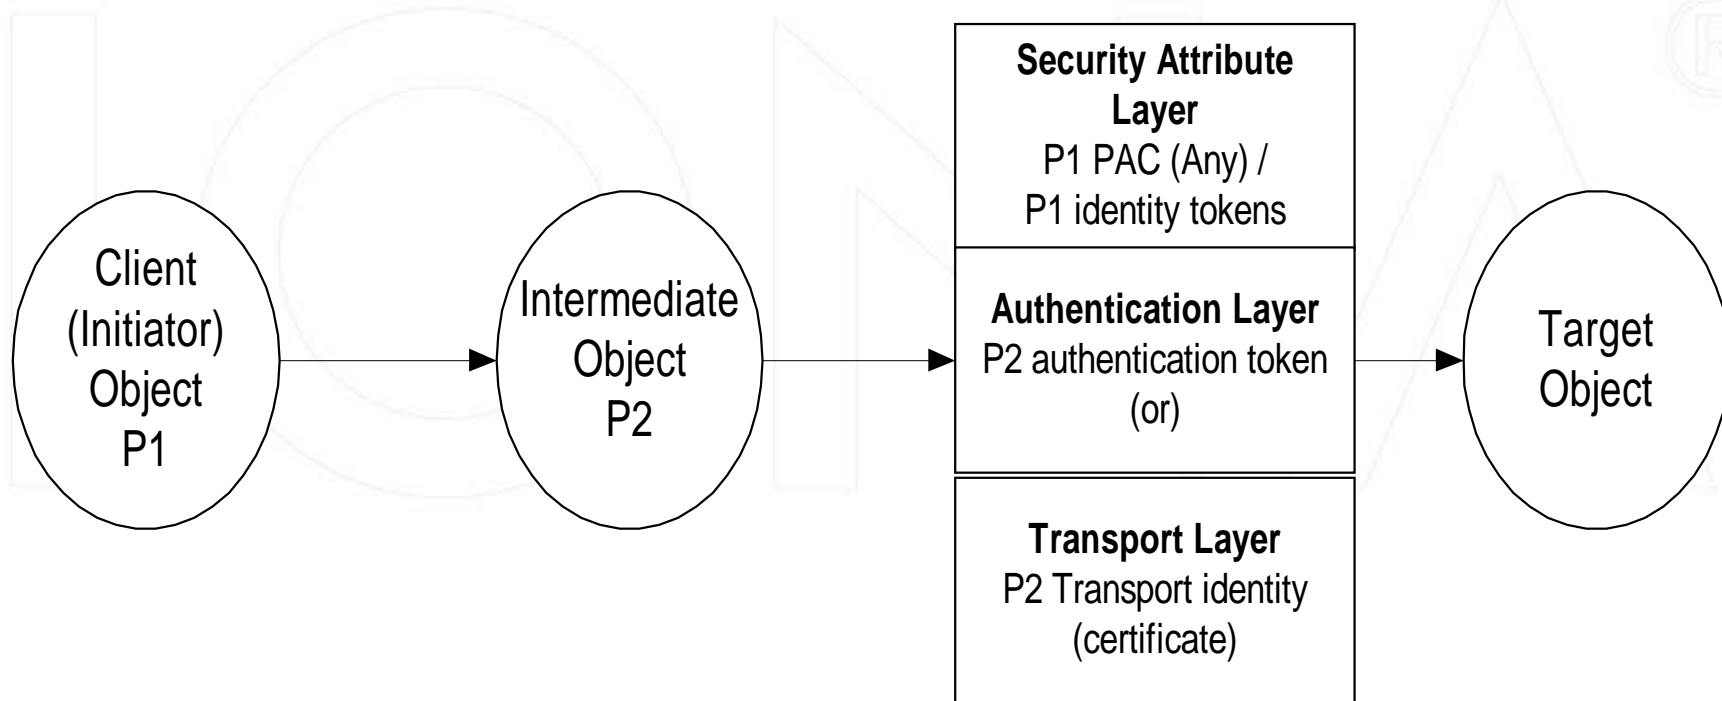 Client
(Initiator)
Object
P1
Intermediate
Object
P2
Security Attribute
Layer
P1 PAC (Any) /
P1 identity tokens
Authentication Layer
P2 authentication token
(or)
Transport Layer
P2 Transport identity
(certificate)
Target
Object
IONA
®